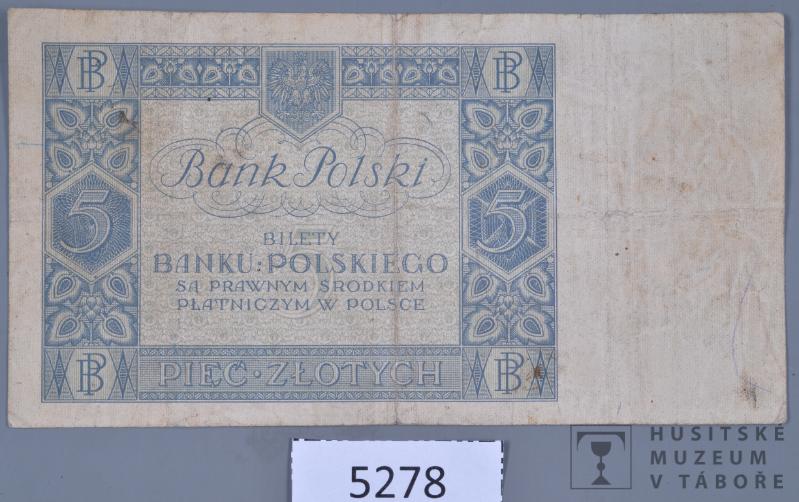 BP BP
Bank Polski
5 5
BILETY
BANKU POLSKIEGO
SĄ PRAWNYM ŚRODKIEM
PŁATNICZYM W POLSCE
BP BP
PIĘĆ·ZŁOTYCH
5278
HUSITSKÉ
MUZEUM
V TÁBOŘE